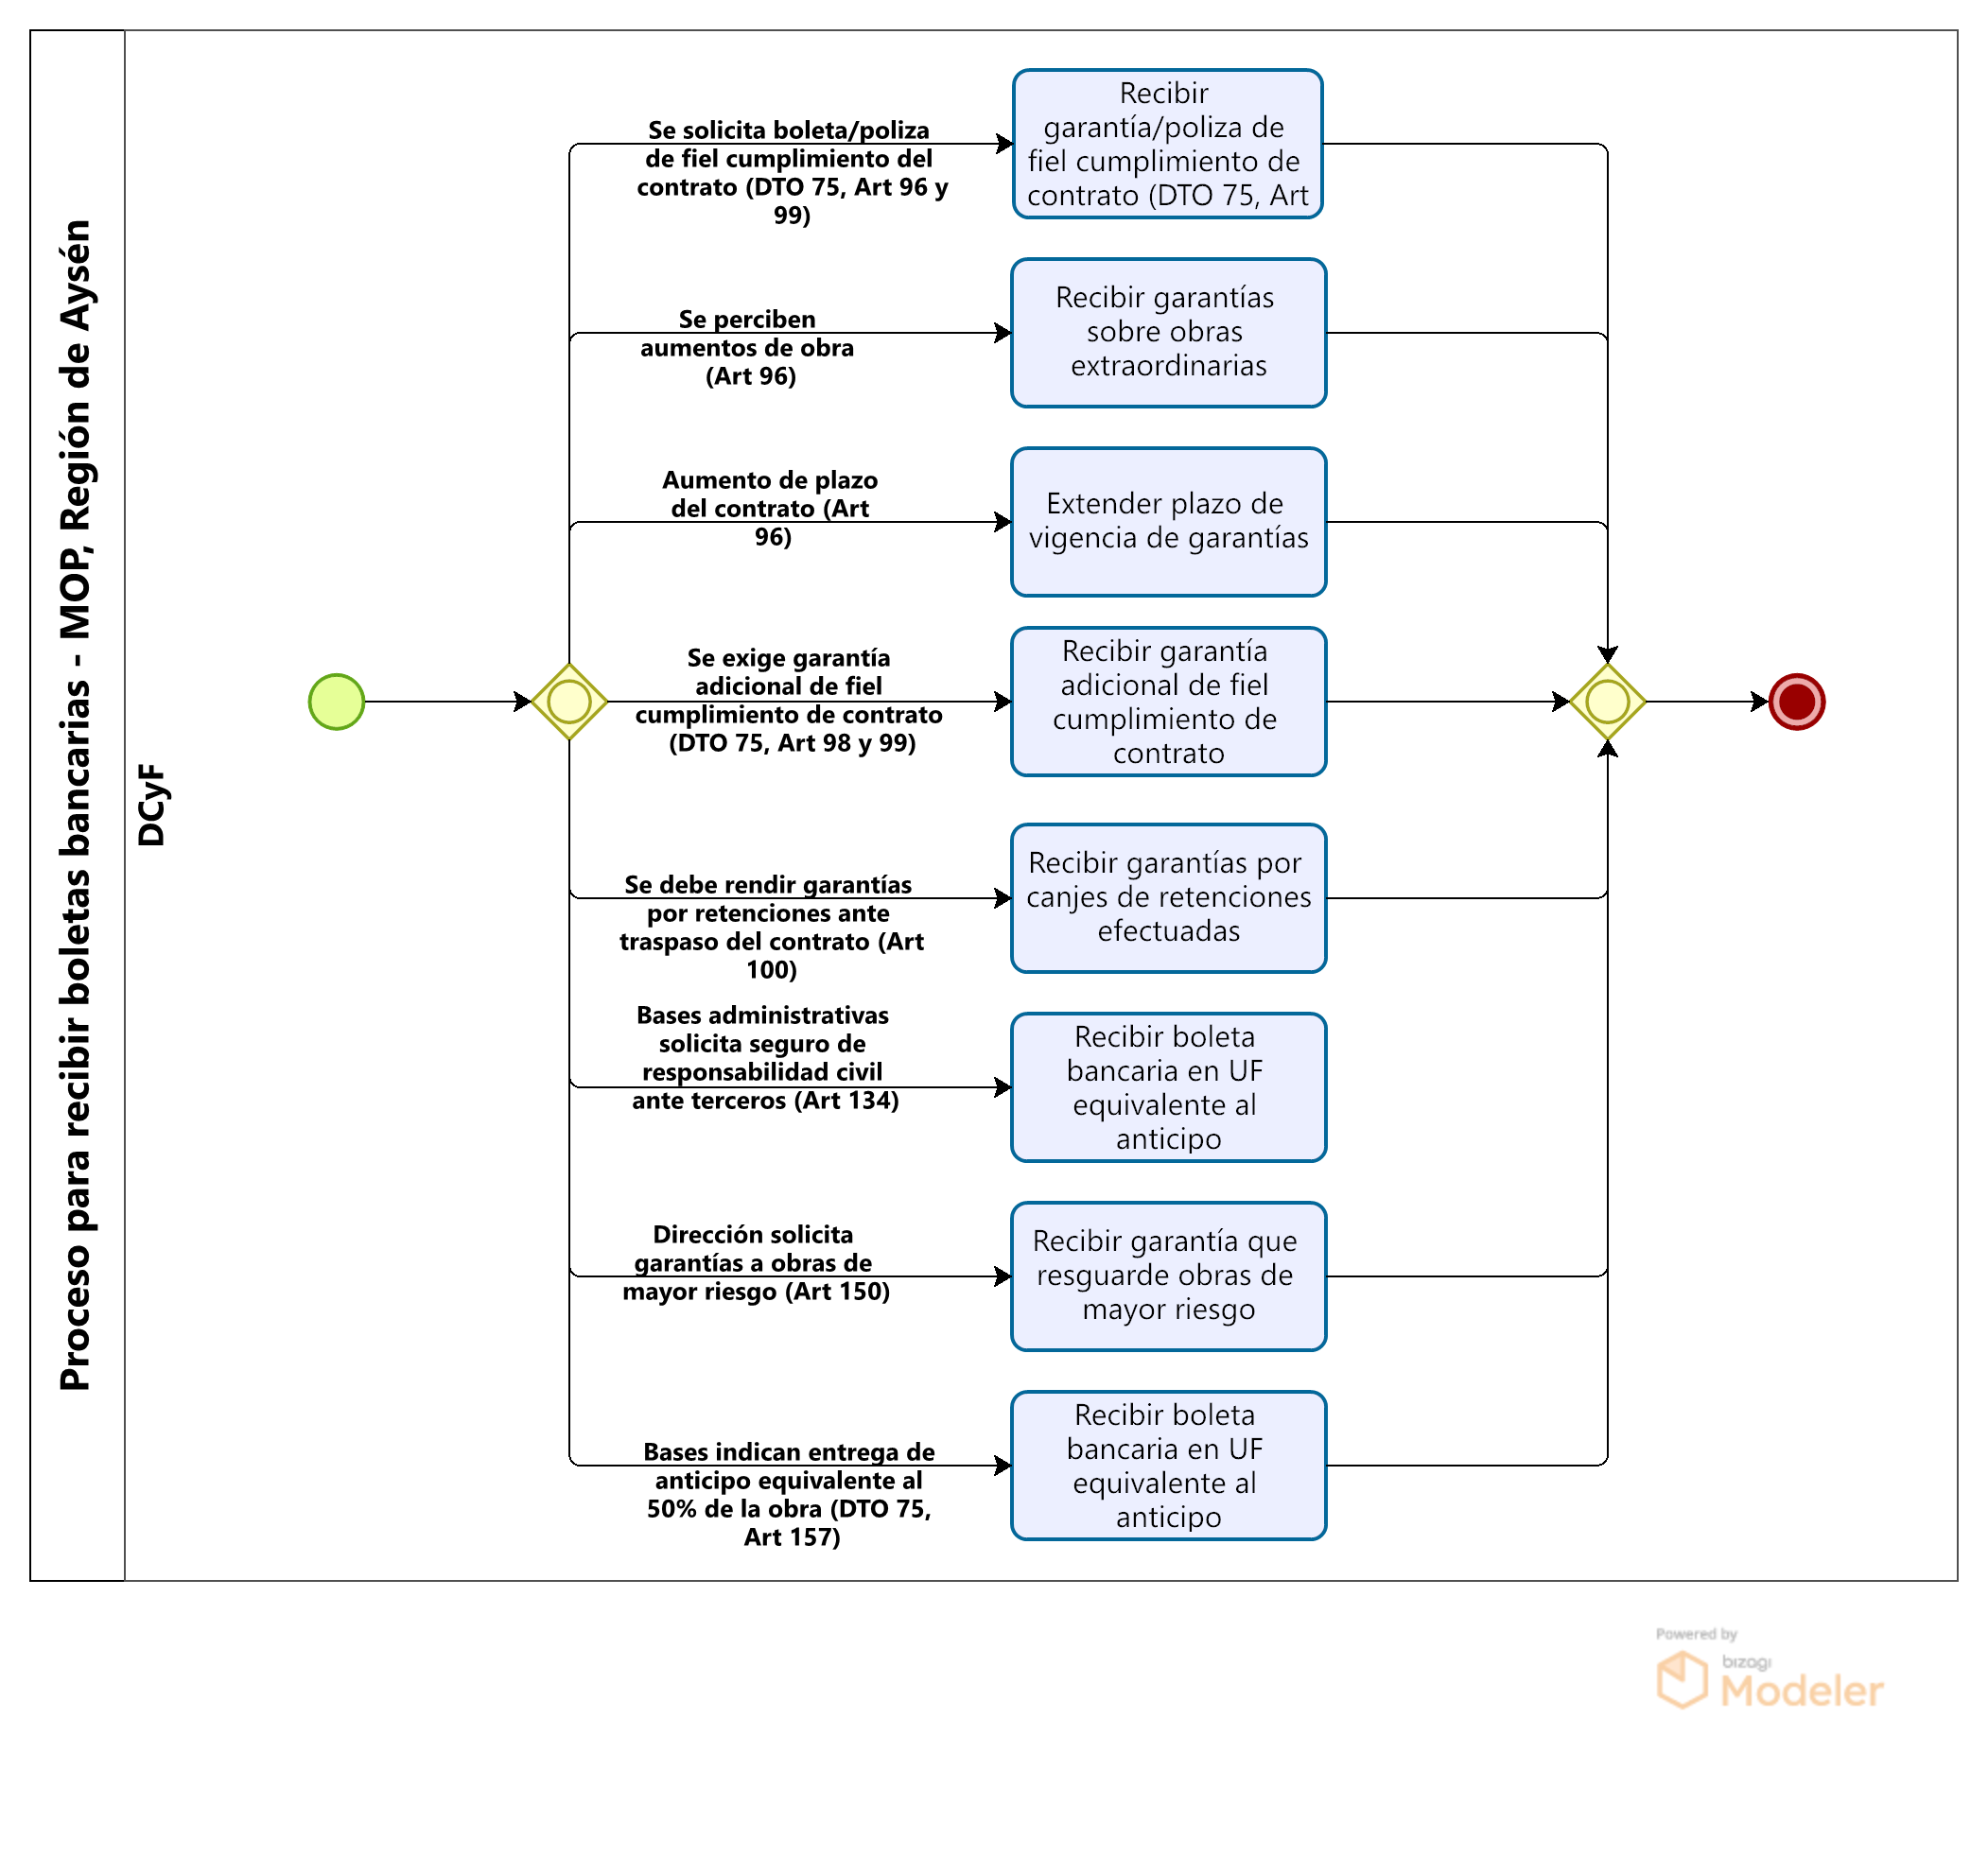 Proceso para recibir boletas bancarias - MOP, Región de Aysén
DCyF
Se solicita boleta/poliza
de fiel cumplimiento del
contrato (DTO 75, Art 96 y
99)
Recibir
garantía/poliza de
fiel cumplimiento de
contrato (DTO 75, Art
Se perciben
aumentos de obra
(Art 96)
Recibir garantías
sobre obras
extraordinarias
Aumento de plazo
del contrato (Art
96)
Extender plazo de
vigencia de garantías
Se exige garantía
adicional de fiel
cumplimiento de contrato
(DTO 75, Art 98 y 99)
Recibir garantía
adicional de fiel
cumplimiento de
contrato
Se debe rendir garantías
por retenciones ante
traspaso del contrato (Art
100)
Recibir garantías por
canjes de retenciones
efectuadas
Bases administrativas
solicita seguro de
responsabilidad civil
ante terceros (Art 134)
Recibir boleta
bancaria en UF
equivalente al
anticipo
Dirección solicita
garantías a obras de
mayor riesgo (Art 150)
Recibir garantía que
resguarde obras de
mayor riesgo
Bases indican entrega de
anticipo equivalente al
50% de la obra (DTO 75,
Art 157)
Recibir boleta
bancaria en UF
equivalente al
anticipo
Powered by
bizagi
Modeler